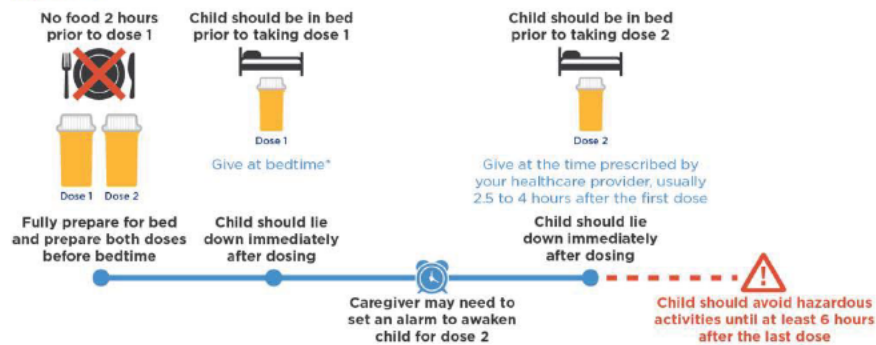 No food 2 hours
prior to dose 1
Dose 1
Dose 2
Fully prepare for bed
and prepare both doses
before bedtime
Child should be in bed
prior to taking dose 1
Dose 1
Give at bedtime*
Child should lie
down immediately
after dosing
Caregiver may need to
set an alarm to awaken
child for dose 2
Child should be in bed
prior to taking dose 2
Dose 2
Give at the time prescribed by
your healthcare provider, usually
2.5 to 4 hours after the first dose
Child should lie
down immediately
after dosing
Child should avoid hazardous
activities until at least 6 hours
after the last dose